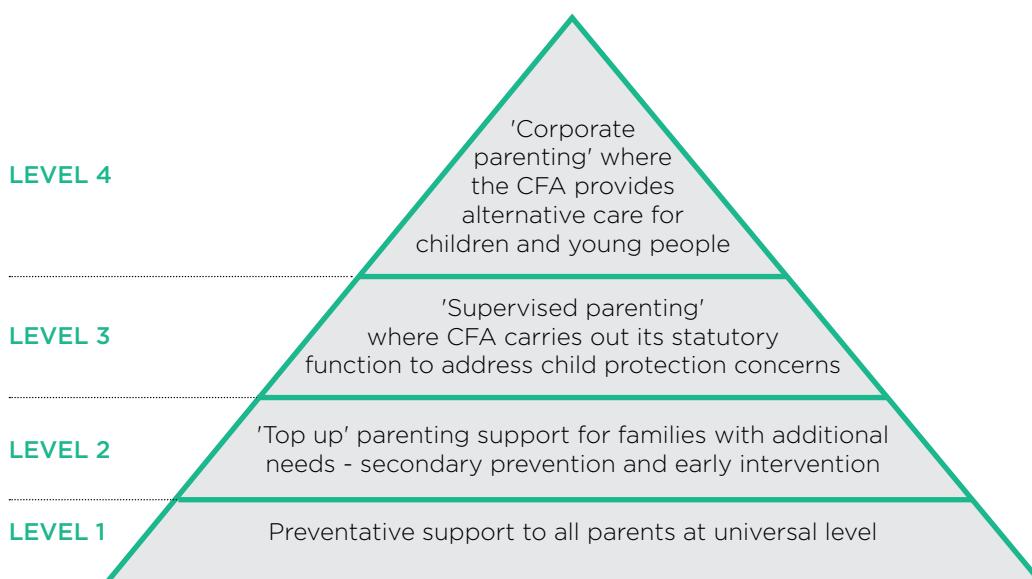 LEVEL 4
'Corporate
parenting' where
the CFA provides
alternative care for
children and young people
LEVEL 3
'Supervised parenting'
where CFA carries out its statutory
function to address child protection concerns
LEVEL 2
'Top up' parenting support for families with additional
needs - secondary prevention and early intervention
LEVEL 1
Preventative support to all parents at universal level